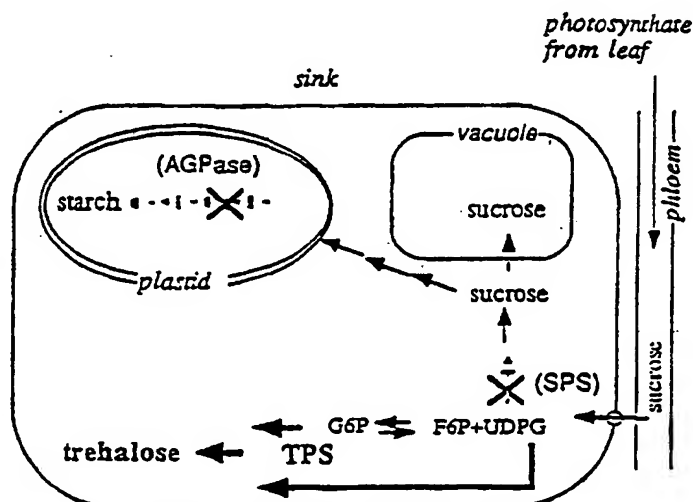 photosynthate
from leaf
sink
vacuole
(AGPase)
starch
sucrose
phloem
plastid
sucrose
(SPS)
sucrose
G6P
F6P+UDPG
trehalose
TPS